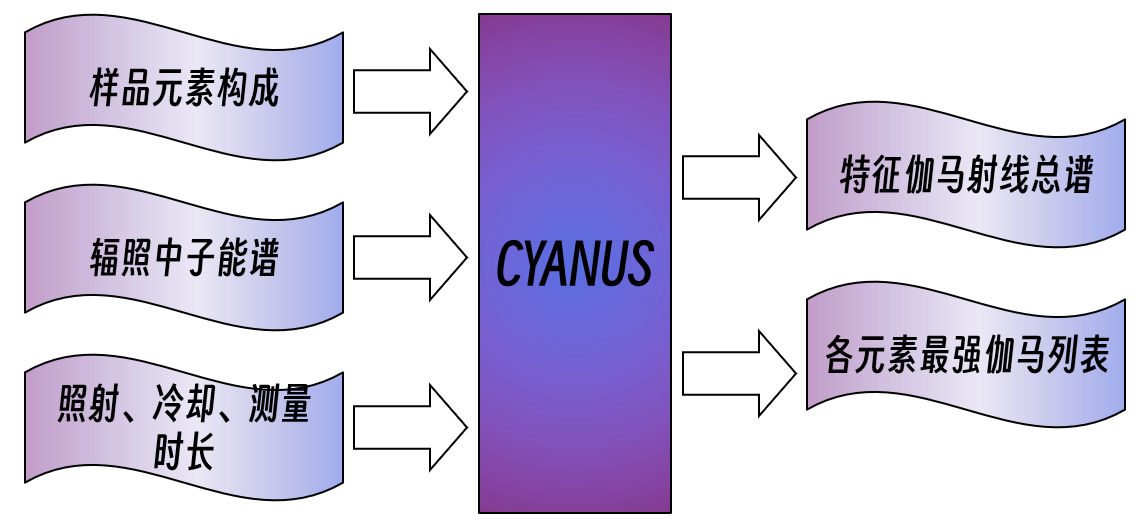 样品元素构成
辐照中子能谱
照射、冷却、测量
时长
CYANUS
特征伽马射线总谱
各元素最强伽马列表